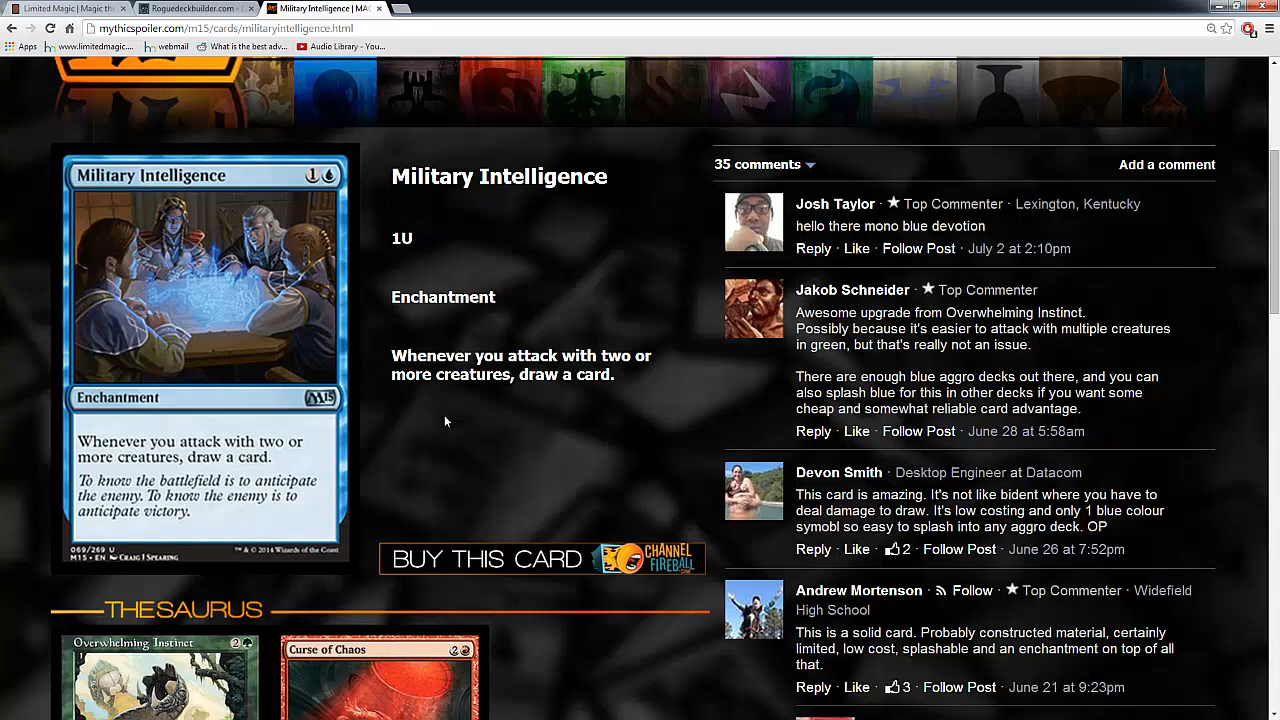 Limited Magic | Magic the
Roguedeckbuilder.com -
Military Intelligence | MA
mythicspoiler.com/m15/cards/militaryintelligence.html
Apps
www.limitedmagic....
webmail
What is the best adv...
Audio Library - You...
Military Intelligence 1
Enchantment
M15
Whenever you attack with two or
more creatures, draw a card.
To know the battlefield is to anticipate
the enemy. To know the enemy is to
anticipate victory.
069/269 U
M15 • EN CRAIG J SPEARING
™ & © 2014 Wizards of the Coast
Military Intelligence
1U
Enchantment
Whenever you attack with two or
more creatures, draw a card.
BUY THIS CARD CHANNEL
FIREBALL
.COM
THESAURUS
Overwhelming Instinct 2
Curse of Chaos 2
35 comments
Add a comment
Josh Taylor · Top Commenter · Lexington, Kentucky
hello there mono blue devotion
Reply · Like · Follow Post · July 2 at 2:10pm
Jakob Schneider · Top Commenter
Awesome upgrade from Overwhelming Instinct.
Possibly because it's easier to attack with multiple creatures
in green, but that's really not an issue.
There are enough blue aggro decks out there, and you can
also splash blue for this in other decks if you want some
cheap and somewhat reliable card advantage.
Reply · Like · Follow Post · June 28 at 5:58am
Devon Smith · Desktop Engineer at Datacom
This card is amazing. It's not like bident where you have to
deal damage to draw. It's low costing and only 1 blue colour
symobl so easy to splash into any aggro deck. OP
Reply · Like · 2 · Follow Post · June 26 at 7:52pm
Andrew Mortenson · Follow · Top Commenter · Widefield
High School
This is a solid card. Probably constructed material, certainly
limited, low cost, splashable and an enchantment on top of all
that.
Reply · Like · 3 · Follow Post · June 21 at 9:23pm